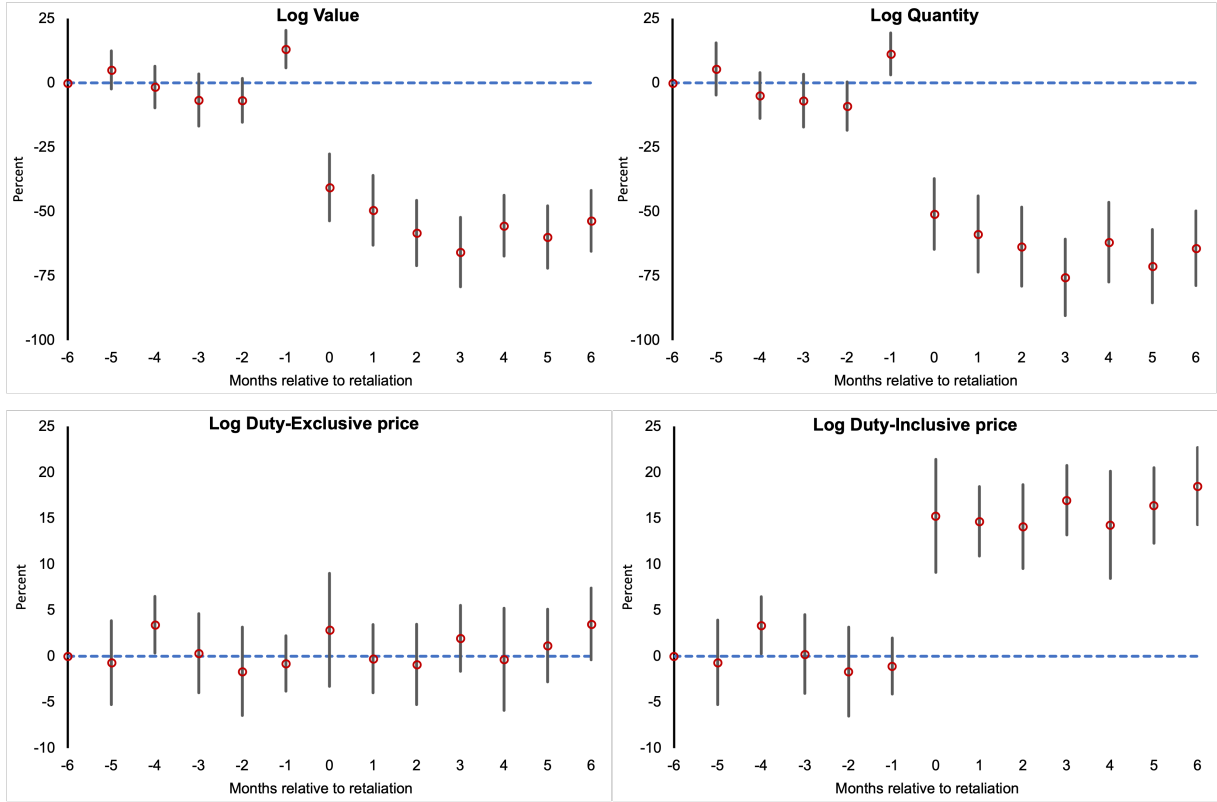 Log Value
25
0
-25
-50
-75
-100
Percent
-6 -5 -4 -3 -2 -1 0 1 2 3 4 5 6
Months relative to retaliation
Log Quantity
25
0
-25
-50
-75
-100
Percent
-6 -5 -4 -3 -2 -1 0 1 2 3 4 5 6
Months relative to retaliation
Log Duty-Exclusive price
25
20
15
10
5
0
-5
-10
Percent
-6 -5 -4 -3 -2 -1 0 1 2 3 4 5 6
Months relative to retaliation
Log Duty-Inclusive price
25
20
15
10
5
0
-5
-10
Percent
-6 -5 -4 -3 -2 -1 0 1 2 3 4 5 6
Months relative to retaliation